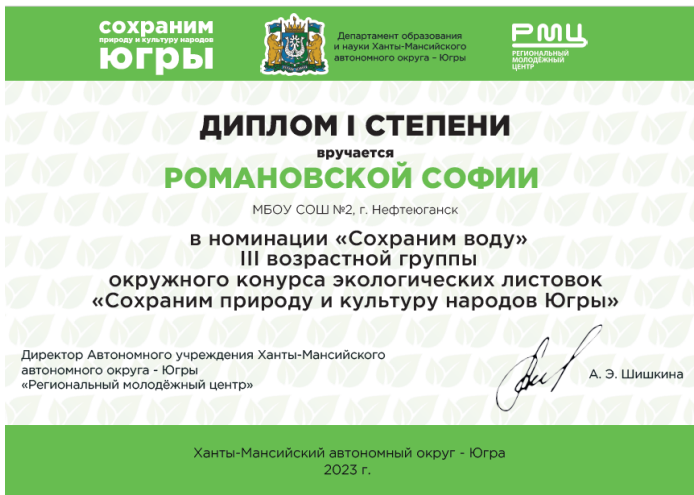 сохраним
природу и культуру народов
югры
Департамент образования
и науки Ханты-Мансийского
автономного округа – Югры
РМЦ
РЕГИОНАЛЬНЫЙ
МОЛОДЁЖНЫЙ
ЦЕНТР
ДИПЛОМ I СТЕПЕНИ
вручается
РОМАНОВСКОЙ СОФИИ
МБОУ СОШ №2, г. Нефтеюганск
в номинации «Сохраним воду»
III возрастной группы
окружного конурса экологических листовок
«Сохраним природу и культуру народов Югры»
Директор Автономного учреждения Ханты-Мансийского
автономного округа - Югры
«Региональный молодёжный центр»
А. Э. Шишкина
Ханты-Мансийский автономный округ - Югра
2023 г.